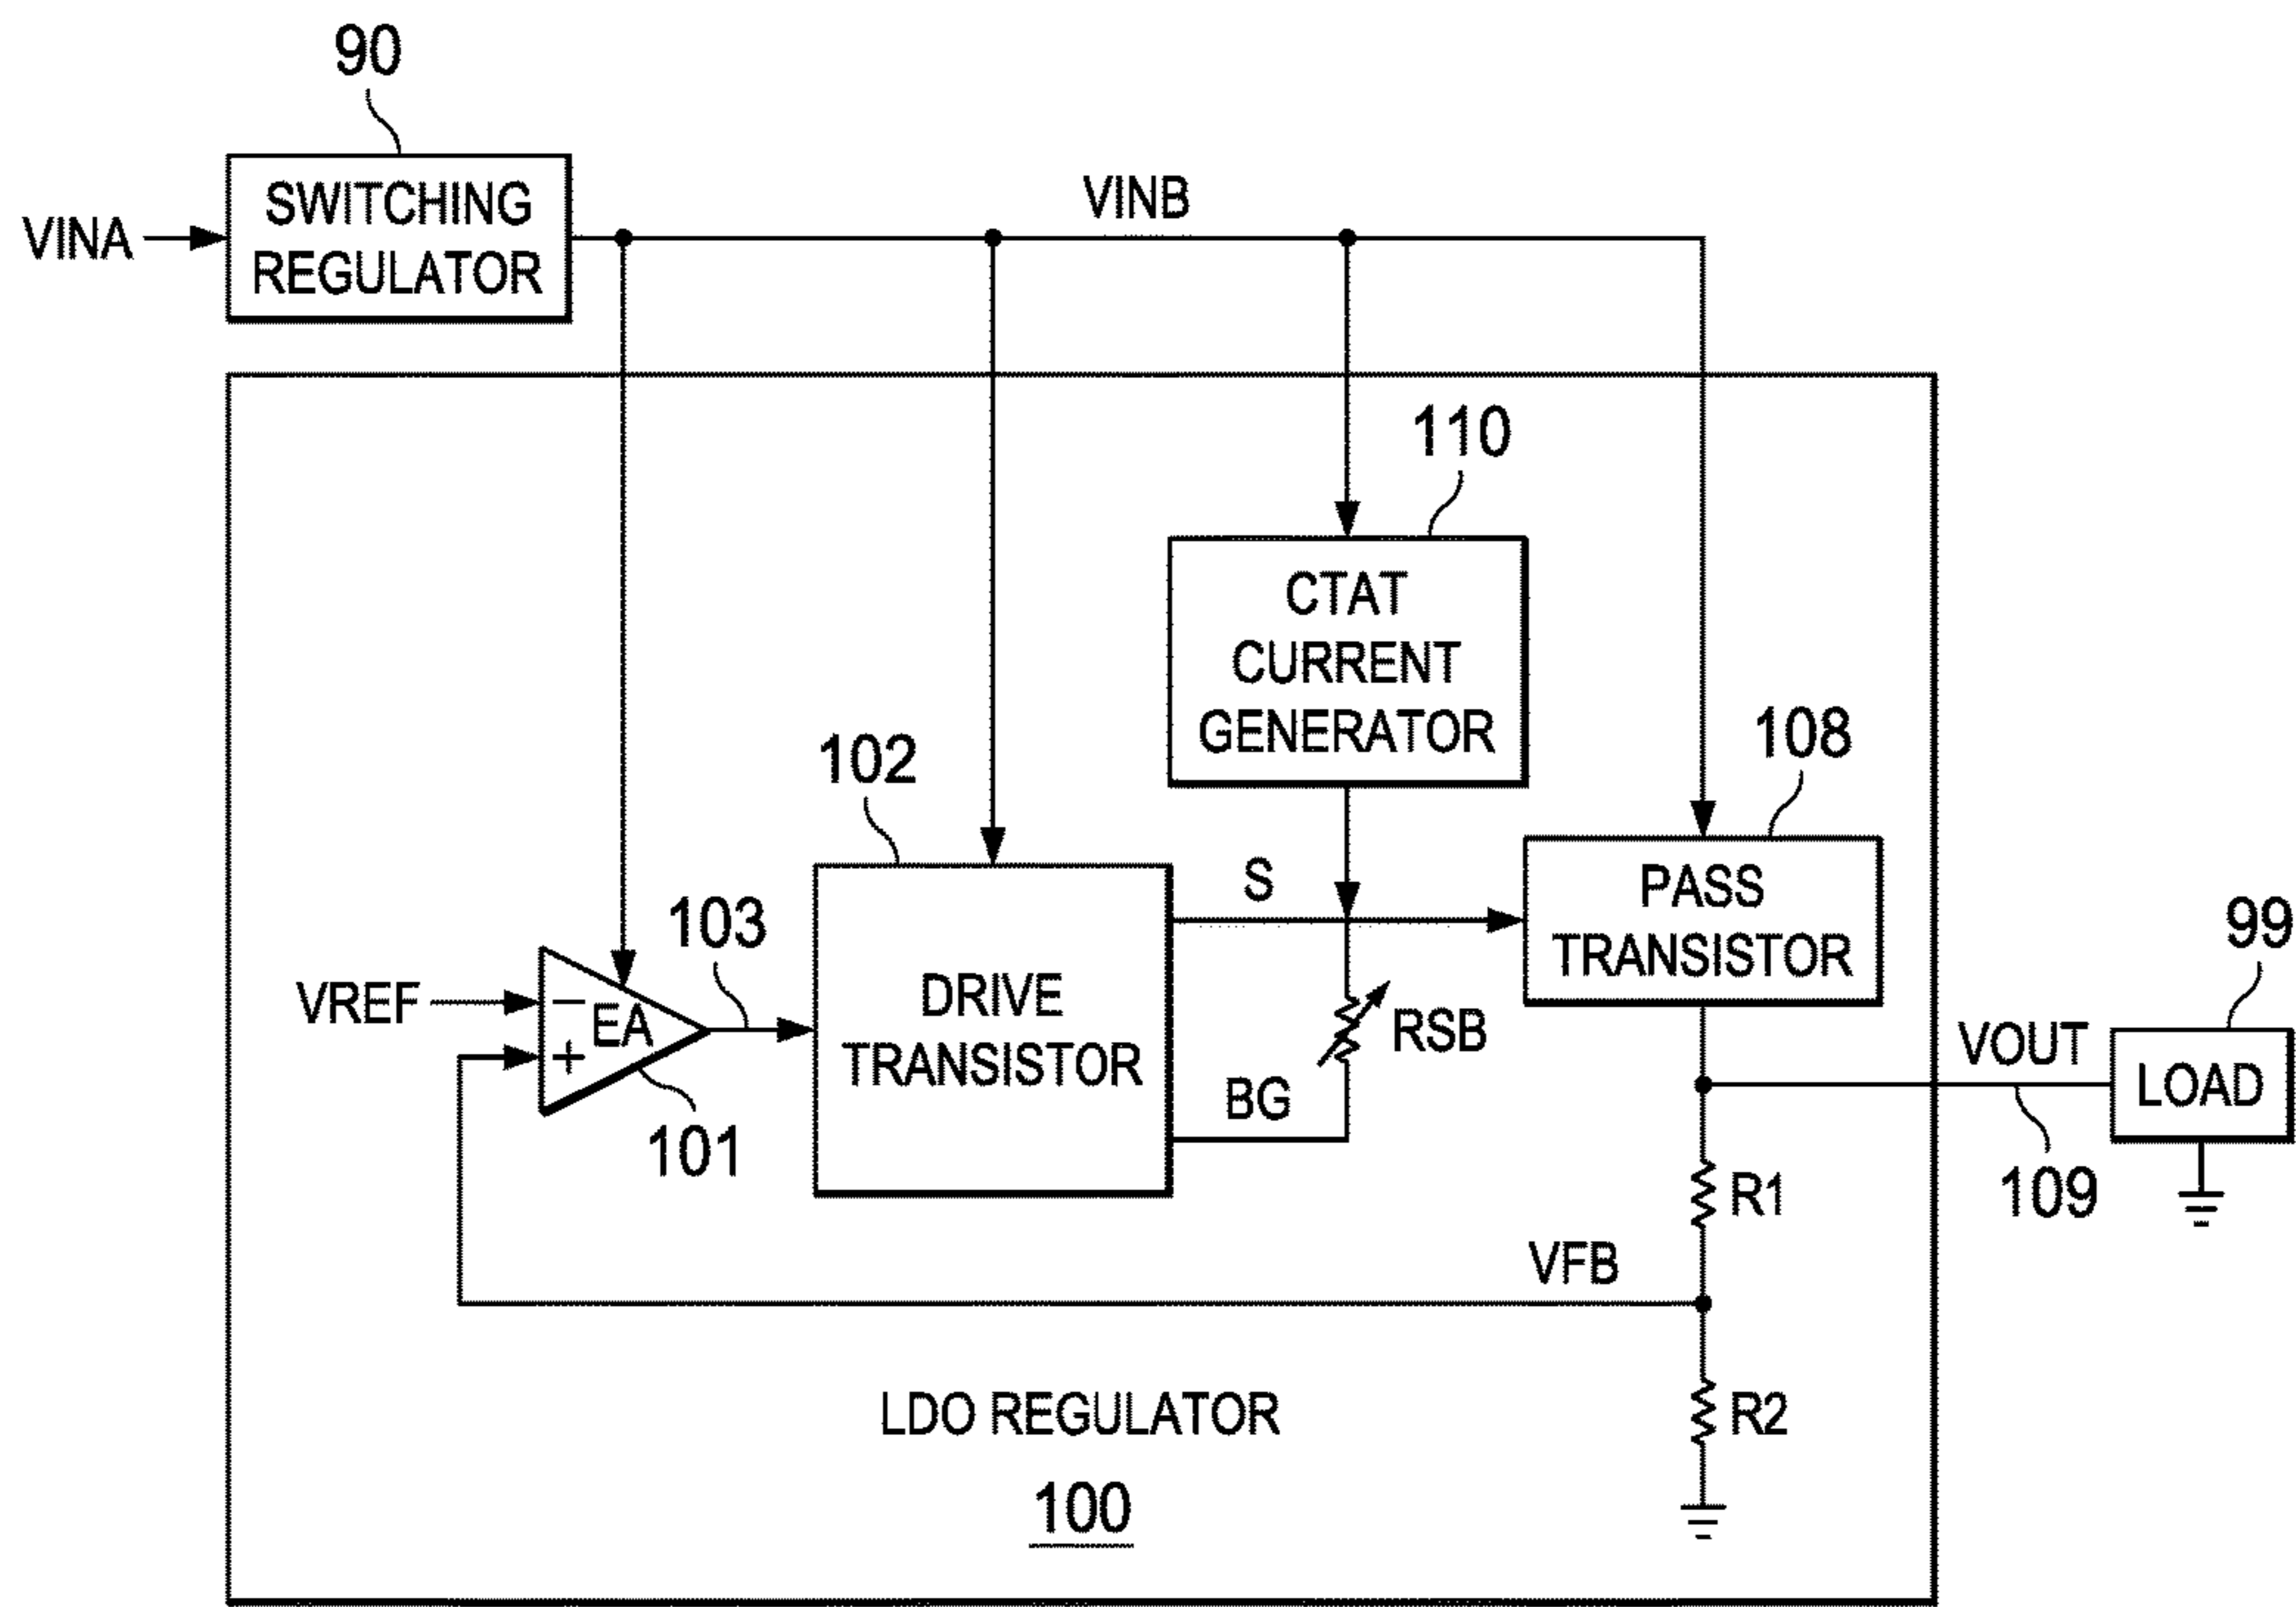 90
SWITCHING
REGULATOR
VINA
VINB
110
CTAT
CURRENT
GENERATOR
108
102
PASS
TRANSISTOR
S
99
103
VREF
−
EA
+
DRIVE
TRANSISTOR
RSB
VOUT
LOAD
BG
101
109
R1
VFB
LDO REGULATOR
R2
100